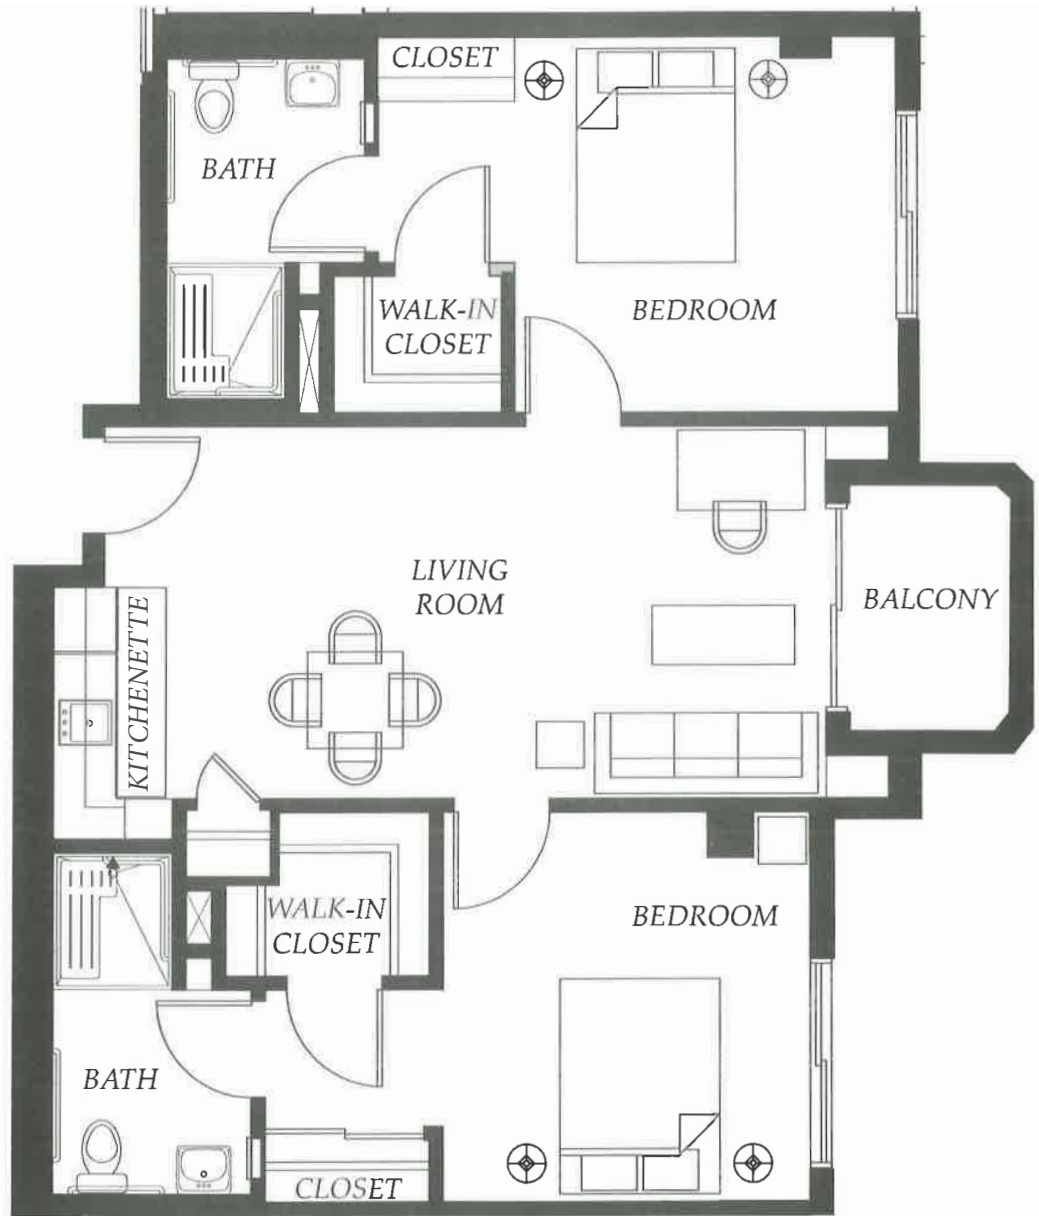 CLOSET
BATH
WALK-IN
CLOSET
BEDROOM
LIVING
ROOM
BALCONY
KITCHENETTE
WALK-IN
CLOSET
BEDROOM
BATH
CLOSET